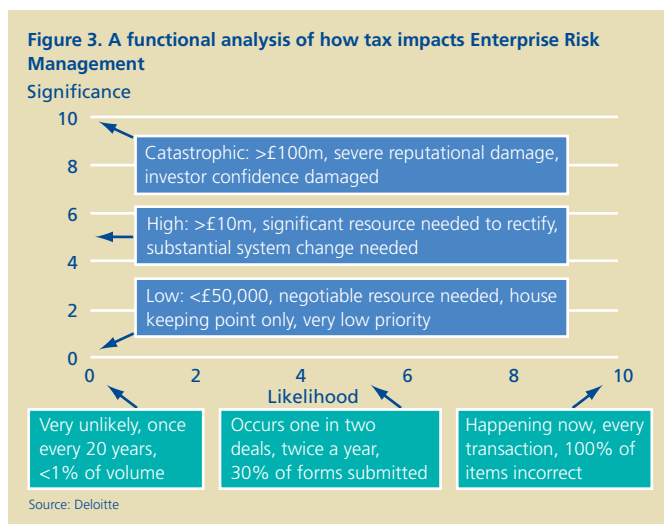 Figure 3. A functional analysis of how tax impacts Enterprise Risk
Management
Significance
10
Catastrophic: >£100m, severe reputational damage,
investor confidence damaged
8
6
High: >£10m, significant resource needed to rectify,
substantial system change needed
4
Low: <£50,000, negotiable resource needed, house
keeping point only, very low priority
2
0
0 2 4 6 8 10
Likelihood
Very unlikely, once
every 20 years,
<1% of volume
Occurs one in two
deals, twice a year,
30% of forms submitted
Happening now, every
transaction, 100% of
items incorrect
Source: Deloitte